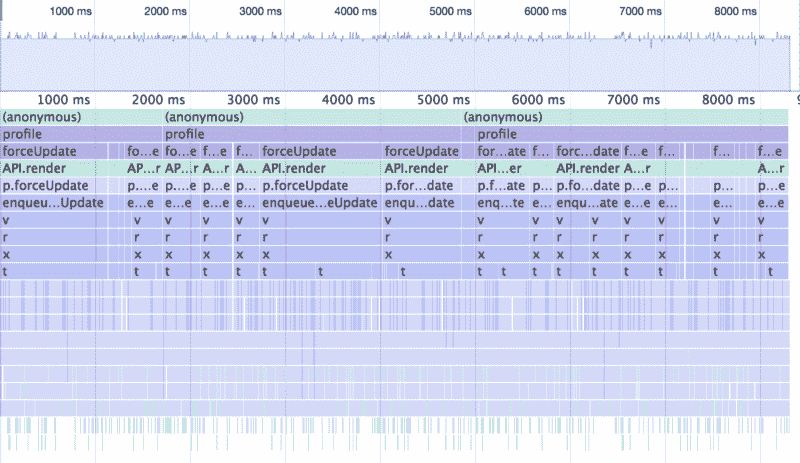 1000 ms 2000 ms 3000 ms 4000 ms 5000 ms 6000 ms 7000 ms 8000 ms
1000 ms 2000 ms 3000 ms 4000 ms 5000 ms 6000 ms 7000 ms 8000 ms 9
(anonymous) (anonymous) (anonymous)
profile profile profile
forceUpdate fo...e fo...e f...e f... forceUpdate forceUpdate for...ate f... forc...date f...e f... f... f...e
API.render AP...r AP...r A...r A... API.render API.render API...er A... API.render A...r A...r
p.forceUpdate p...e p...e p...e p... p.forceUpdate p.for...date p.f...ate p... p.fo...date p...e p... p... p...e
enqueu...Update e...e e...e e...e e... enqueue...eUpdate enqu...date enq...te e... enqu...ate e...e e... e... e...e
v v v v v v v v v v v v v v v
r r r r r r r r r r r r r r r
x x x x x x x x x x x x x x x
t t t t t t t t t t t t t t t t